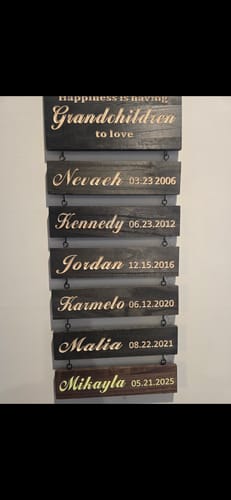 Happiness is having
Grandchildren
to love
Nevaeh 03.23.2006
Kennedy 06.23.2012
Jordan 12.15.2016
Karmelo 06.12.2020
Malia 08.22.2021
Mikayla 05.21.2025